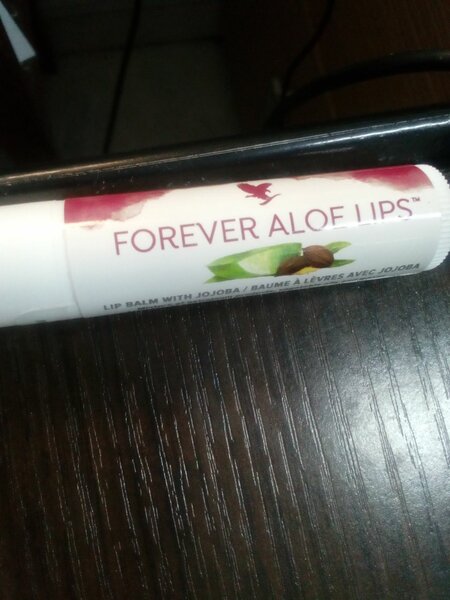 FOREVER ALOE LIPS™
LIP BALM WITH JOJOBA / BAUME À LÈVRES AVEC JOJOBA